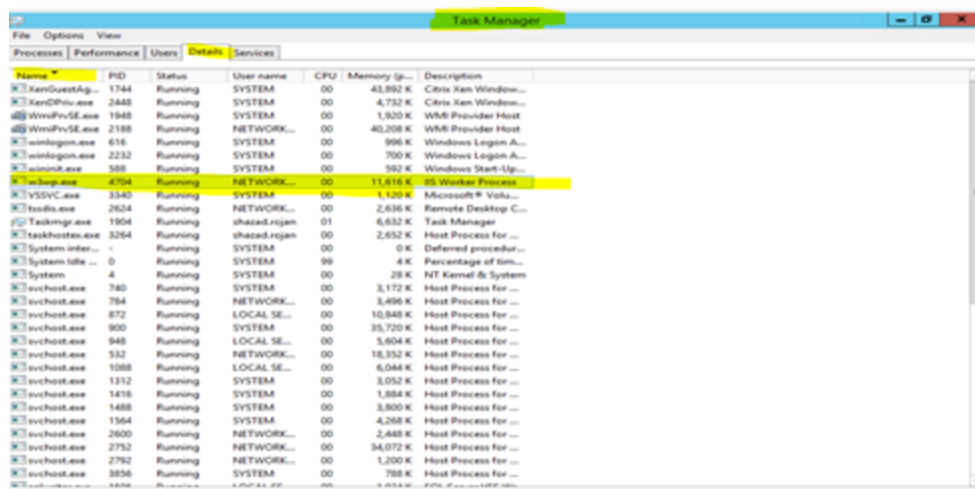 Task Manager
File Options View
Processes Performance Users Details Services
Name PID Status User name CPU Memory (p... Description
XenGuestAg... 1744 Running SYSTEM 00 43,892 K Citrix Xen Window...
XenDPriv.exe 2448 Running SYSTEM 00 4,732 K Citrix Xen Window...
WmiPrvSE.exe 1948 Running SYSTEM 00 1,920 K WMI Provider Host
WmiPrvSE.exe 2188 Running NETWORK... 00 40,208 K WMI Provider Host
winlogon.exe 616 Running SYSTEM 00 996 K Windows Logon A...
winlogon.exe 2232 Running SYSTEM 00 700 K Windows Logon A...
wininit.exe 588 Running SYSTEM 00 592 K Windows Start-Up...
w3wp.exe 4704 Running NETWORK... 00 11,616 K IIS Worker Process
VSSVC.exe 3340 Running SYSTEM 00 1,120 K Microsoft® Volu...
tssdis.exe 2624 Running NETWORK... 00 2,636 K Remote Desktop C...
Taskmgr.exe 1904 Running shazad.rojan 01 6,632 K Task Manager
taskhostex.exe 3264 Running shazad.rojan 00 2,652 K Host Process for ...
System inter... - Running SYSTEM 00 0 K Deferred procedur...
System Idle ... 0 Running SYSTEM 99 4 K Percentage of tim...
System 4 Running SYSTEM 00 28 K NT Kernel & System
svchost.exe 740 Running SYSTEM 00 3,172 K Host Process for ...
svchost.exe 784 Running NETWORK... 00 3,496 K Host Process for ...
svchost.exe 872 Running LOCAL SE... 00 10,848 K Host Process for ...
svchost.exe 900 Running SYSTEM 00 35,720 K Host Process for ...
svchost.exe 948 Running LOCAL SE... 00 5,604 K Host Process for ...
svchost.exe 532 Running NETWORK... 00 18,352 K Host Process for ...
svchost.exe 1088 Running LOCAL SE... 00 6,044 K Host Process for ...
svchost.exe 1312 Running SYSTEM 00 3,052 K Host Process for ...
svchost.exe 1416 Running SYSTEM 00 1,884 K Host Process for ...
svchost.exe 1488 Running SYSTEM 00 3,800 K Host Process for ...
svchost.exe 1564 Running SYSTEM 00 4,268 K Host Process for ...
svchost.exe 2600 Running NETWORK... 00 2,448 K Host Process for ...
svchost.exe 2752 Running NETWORK... 00 34,072 K Host Process for ...
svchost.exe 2792 Running NETWORK... 00 1,200 K Host Process for ...
svchost.exe 3856 Running SYSTEM 00 788 K Host Process for ...